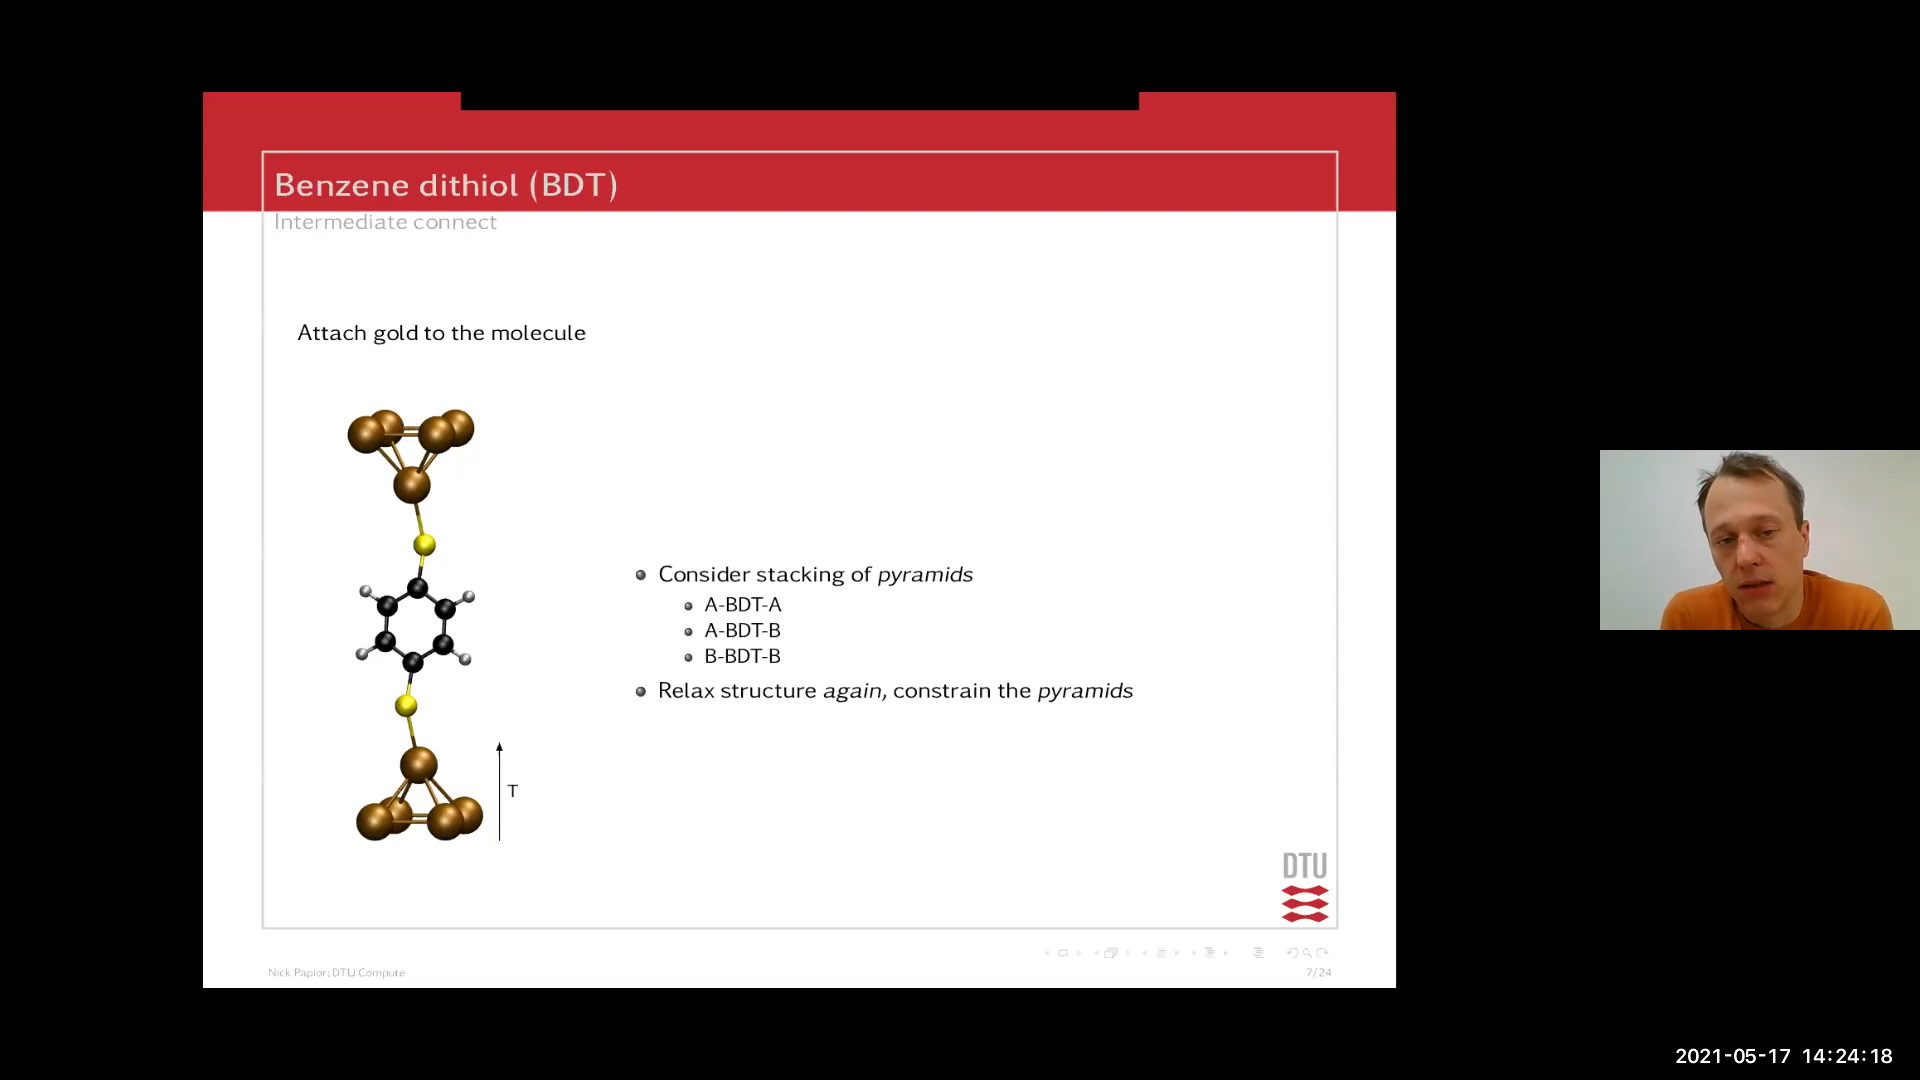 Benzene dithiol (BDT)
Intermediate connect
Attach gold to the molecule
Consider stacking of pyramids
A-BDT-A
A-BDT-B
B-BDT-B
Relax structure again, constrain the pyramids
T
DTU
Nick Papior; DTU Compute
7/24
2021-05-17 14:24:18